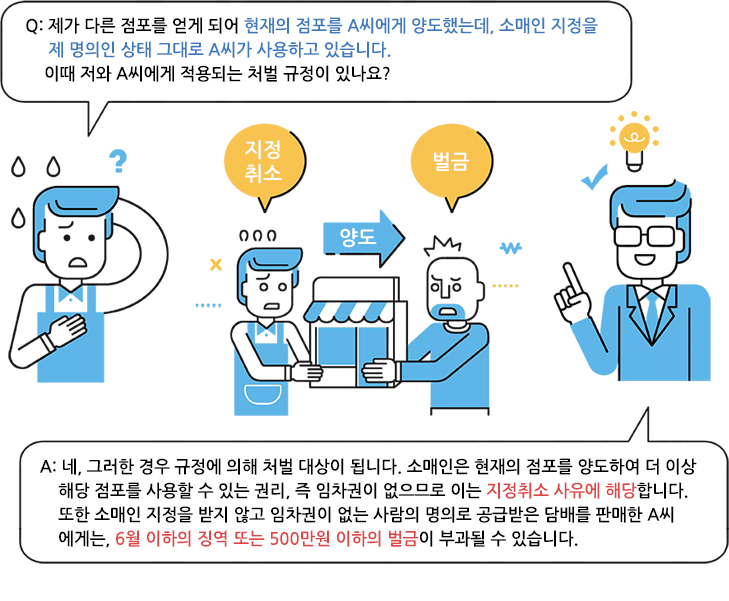 Q: 제가 다른 점포를 얻게 되어 현재의 점포를 A씨에게 양도했는데, 소매인 지정을
제 명의인 상태 그대로 A씨가 사용하고 있습니다.
이때 저와 A씨에게 적용되는 처벌 규정이 있나요?
?
지정
취소
벌금
양도
₩
A: 네, 그러한 경우 규정에 의해 처벌 대상이 됩니다. 소매인은 현재의 점포를 양도하여 더 이상
해당 점포를 사용할 수 있는 권리, 즉 임차권이 없으므로 이는 지정취소 사유에 해당합니다.
또한 소매인 지정을 받지 않고 임차권이 없는 사람의 명의로 공급받은 담배를 판매한 A씨
에게는, 6월 이하의 징역 또는 500만원 이하의 벌금이 부과될 수 있습니다.